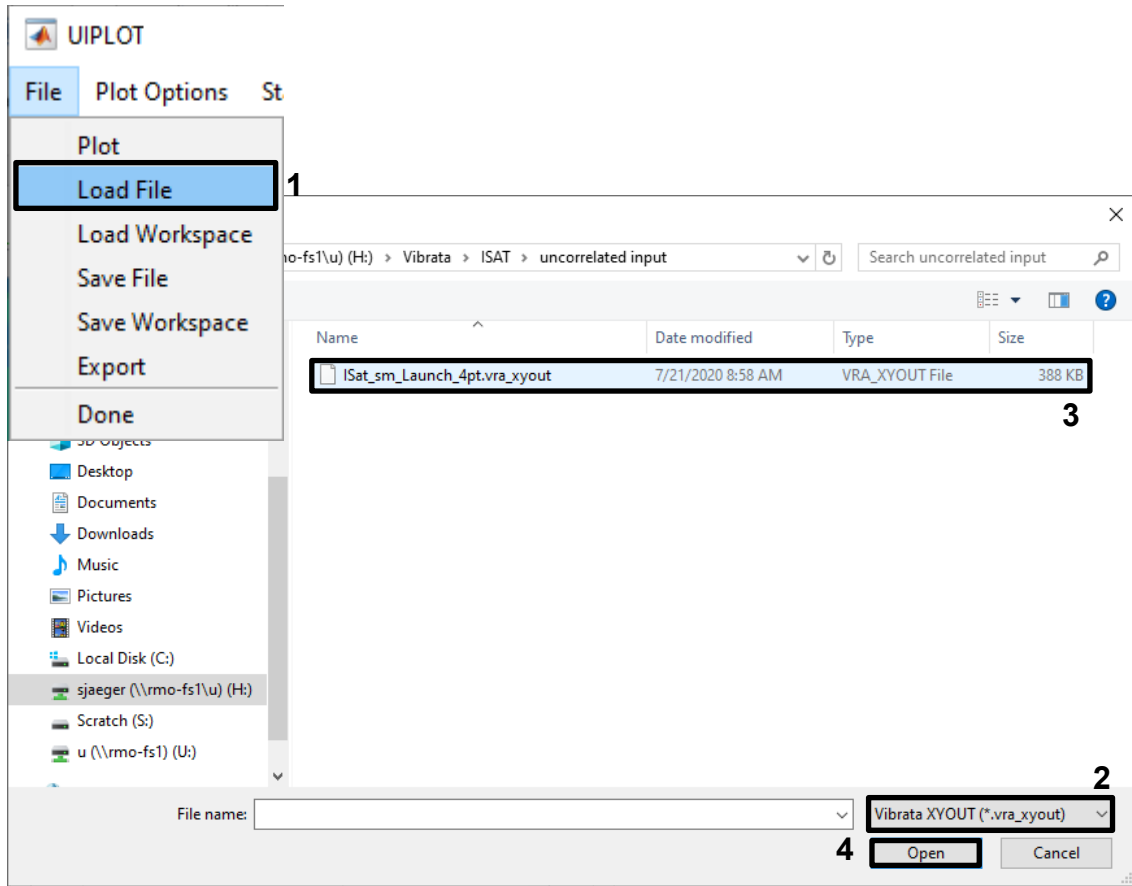 UIPLOT
File Plot Options St
Plot
Load File
1
Load Workspace
Save File
Save Workspace
Export
Done
no-fs1\u) (H:) > Vibrata > ISAT > uncorrelated input
Search uncorrelated input
Name Date modified Type Size
ISat_sm_Launch_4pt.vra_xyout 7/21/2020 8:58 AM VRA_XYOUT File 388 KB
3
3D Objects
Desktop
Documents
Downloads
Music
Pictures
Videos
Local Disk (C:)
sjaeger (\\rmo-fs1\u) (H:)
Scratch (S:)
u (\\rmo-fs1) (U:)
2
File name: Vibrata XYOUT (*.vra_xyout)
4
Open Cancel